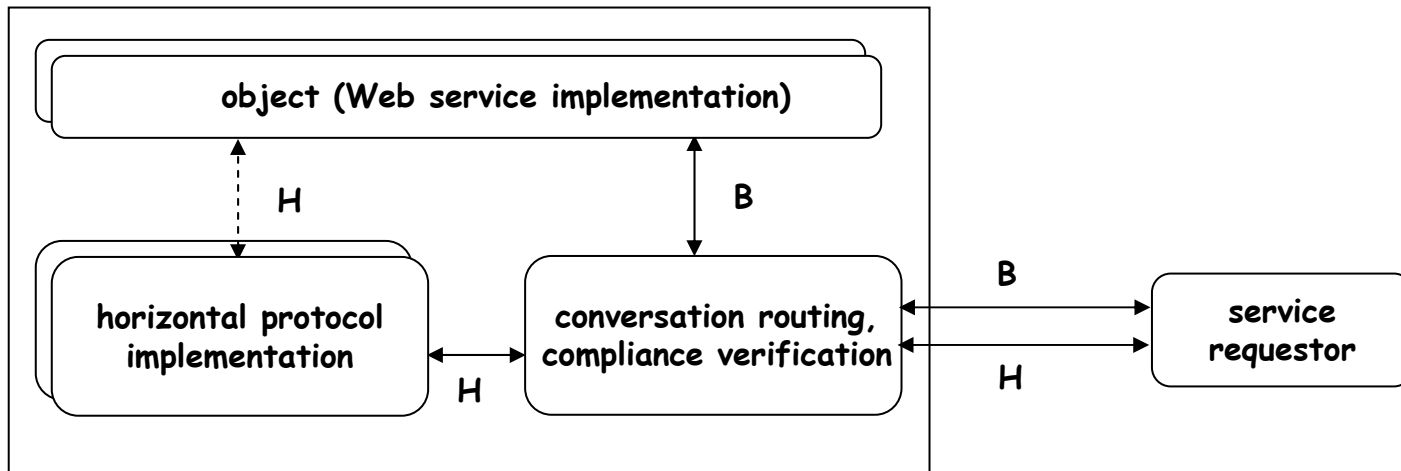 object (Web service implementation)
H
B
horizontal protocol
implementation
H
conversation routing,
compliance verification
B
H
service
requestor